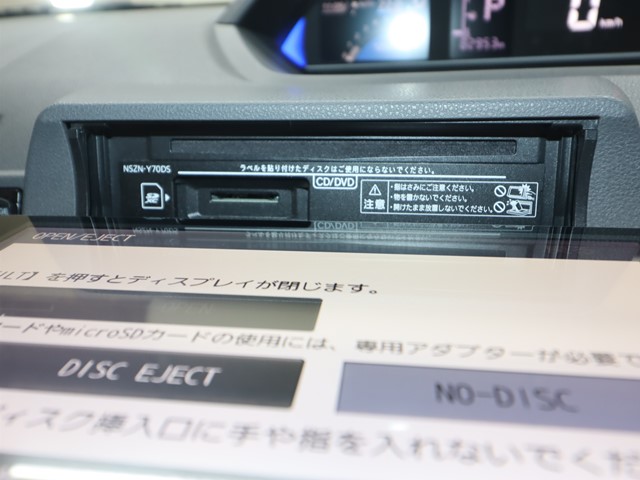 P
0
km/h
NSZN-Y70DS
ラベルを貼り付けたディスクはご使用にならないでください。
CD/DVD
注意
・指はさみにご注意ください。
・物を置かないでください。
・開けたまま放置しないでください。
OPEN/EJECT
】を押すとディスプレイが閉じます。
ードやmicroSDカードの使用には、専用アダプターが必要で
DISC EJECT
NO-DISC
ディスク挿入口に手や指を入れないでくだ